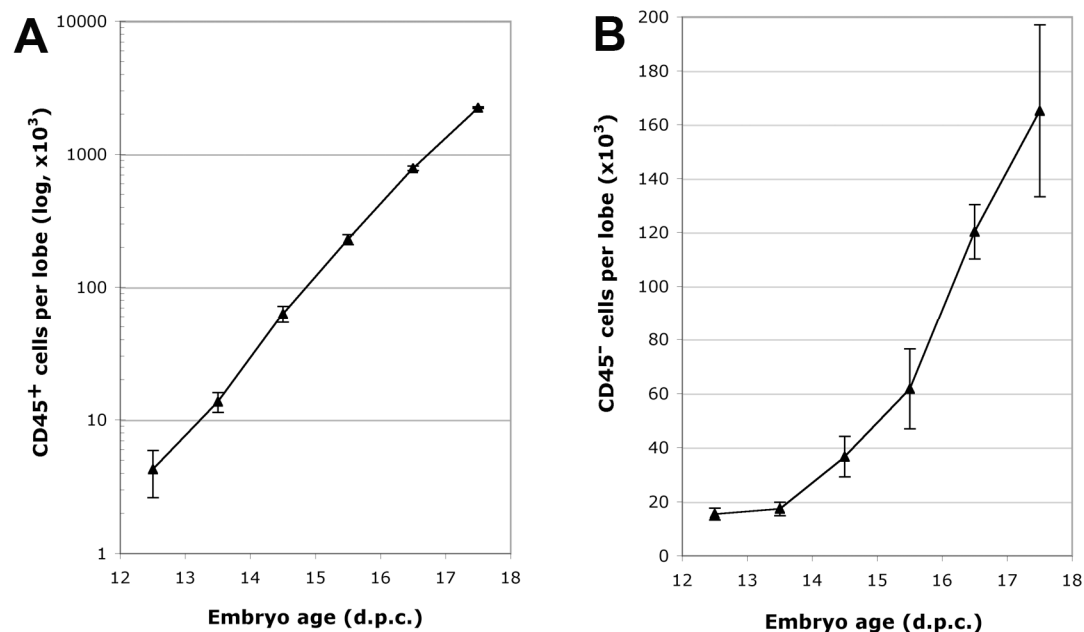 A
CD45⁺ cells per lobe (log, x10³)
10000
1000
100
10
1
12 13 14 15 16 17 18
Embryo age (d.p.c.)
B
CD45⁻ cells per lobe (x10³)
200
180
160
140
120
100
80
60
40
20
0
12 13 14 15 16 17 18
Embryo age (d.p.c.)